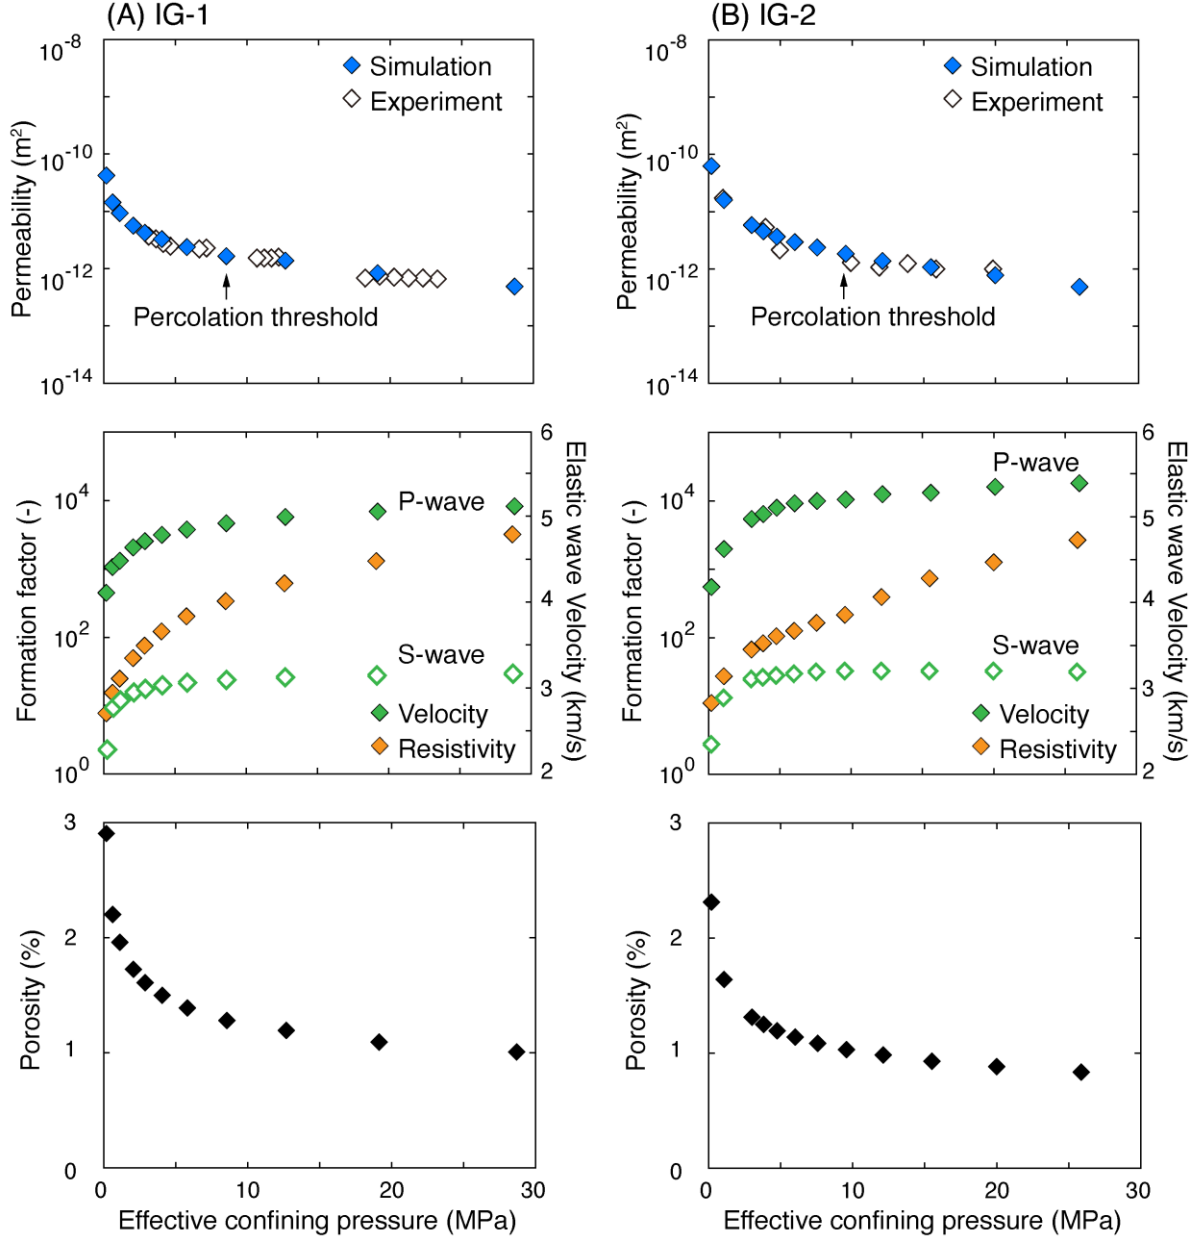 (A) IG-1
10-8
10-10
10-12
10-14
Permeability (m2)
Simulation
Experiment
Percolation threshold
(B) IG-2
10-8
10-10
10-12
10-14
Permeability (m2)
Simulation
Experiment
Percolation threshold
104
102
100
Formation factor (-)
P-wave
S-wave
Velocity
Resistivity
6
5
4
3
2
Elastic wave Velocity (km/s)
104
102
100
Formation factor (-)
P-wave
S-wave
Velocity
Resistivity
6
5
4
3
2
Elastic wave Velocity (km/s)
3
2
1
0
Porosity (%)
0 10 20 30
Effective confining pressure (MPa)
3
2
1
0
Porosity (%)
0 10 20 30
Effective confining pressure (MPa)